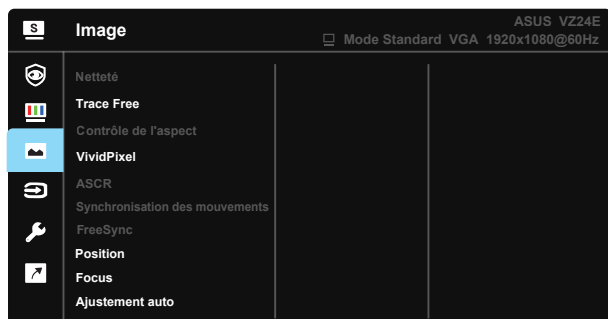 S
Image
ASUS VZ24E
Mode Standard VGA 1920x1080@60Hz
Netteté
Trace Free
Contrôle de l'aspect
VividPixel
ASCR
Synchronisation des mouvements
FreeSync
Position
Focus
Ajustement auto